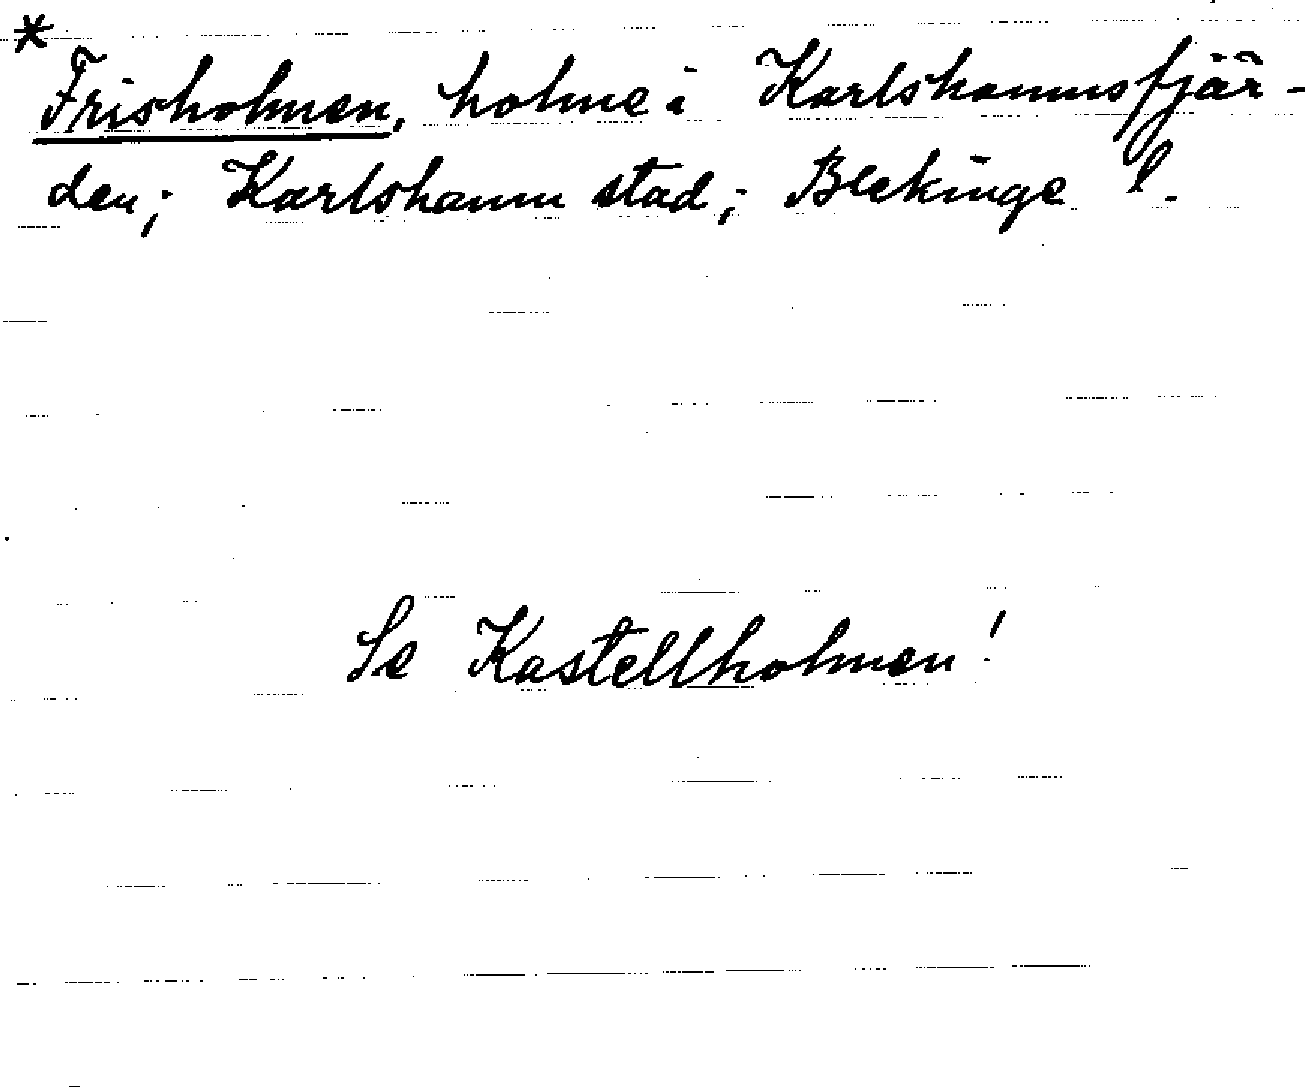 *
Frisholmen, holme i Karlshamnsfjär-
den; Karlshamn stad; Blekinge l.
Se Kastellholmen!